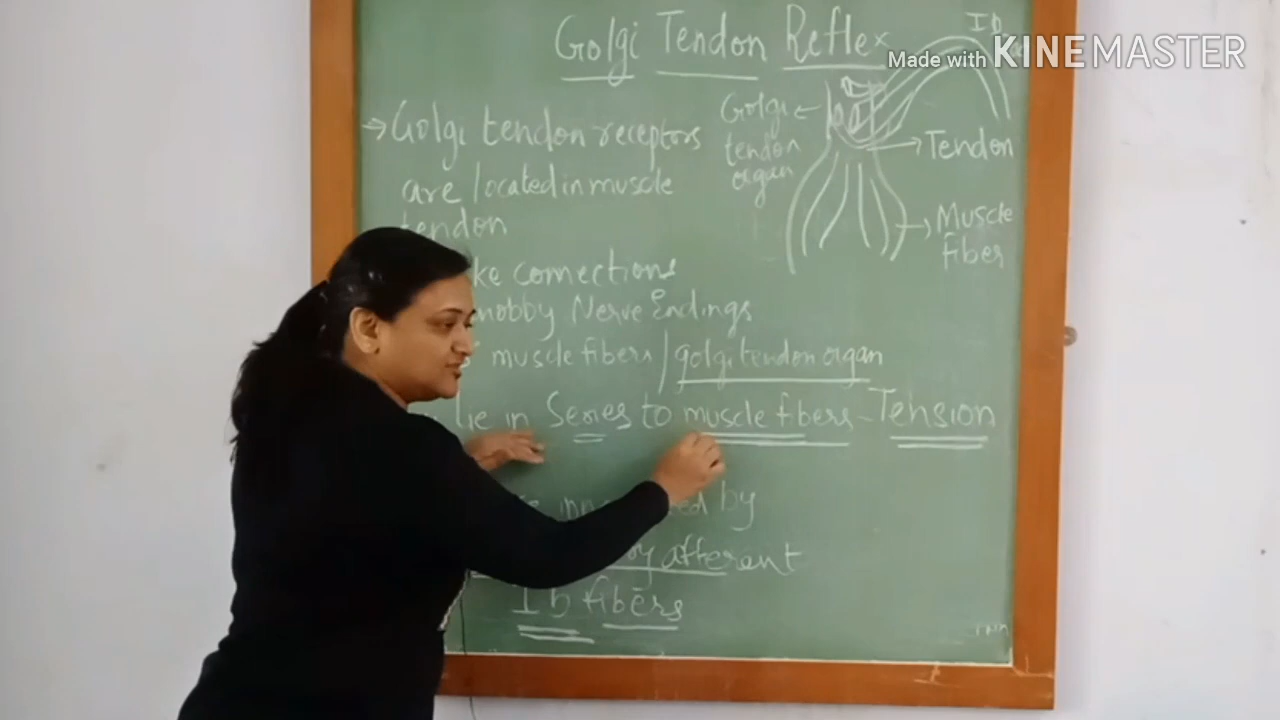 Golgi Tendon Reflex
Made with KINEMASTER
Ib
→ Golgi tendon receptors
are located in muscle
tendon
Golgi
tendon
organ
Tendon
Muscle
fiber
connections
Nerve Endings
muscle fibers / golgi tendon organ
lie in Series to muscle fibers - Tension
by
afferent
Ib fibers